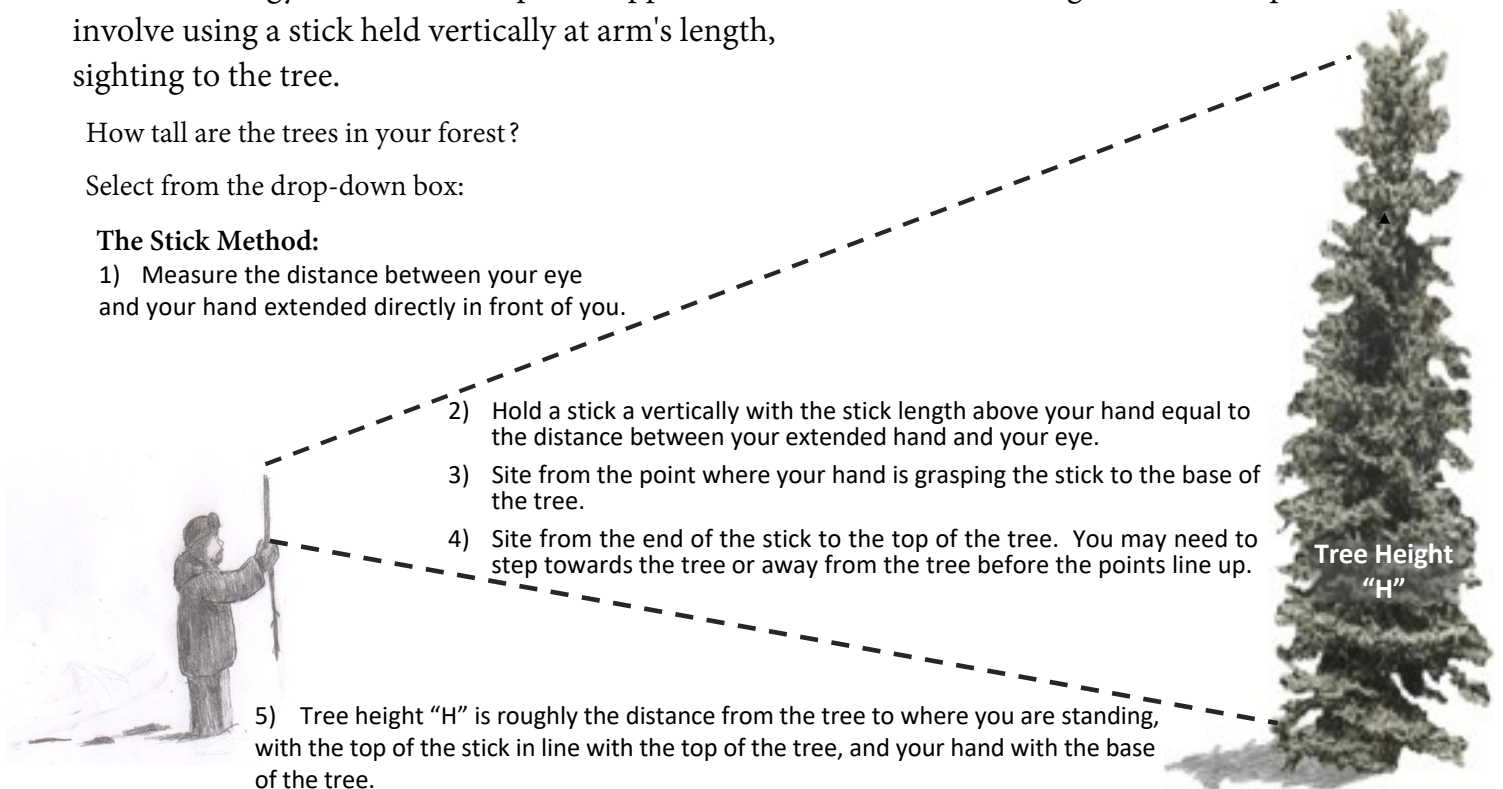 involve using a stick held vertically at arm's length,
sighting to the tree.
How tall are the trees in your forest?
Select from the drop-down box:
The Stick Method:
1) Measure the distance between your eye
and your hand extended directly in front of you.
2) Hold a stick a vertically with the stick length above your hand equal to
the distance between your extended hand and your eye.
3) Site from the point where your hand is grasping the stick to the base of
the tree.
4) Site from the end of the stick to the top of the tree. You may need to
step towards the tree or away from the tree before the points line up.
Tree Height
“H”
5) Tree height “H” is roughly the distance from the tree to where you are standing,
with the top of the stick in line with the top of the tree, and your hand with the base
of the tree.